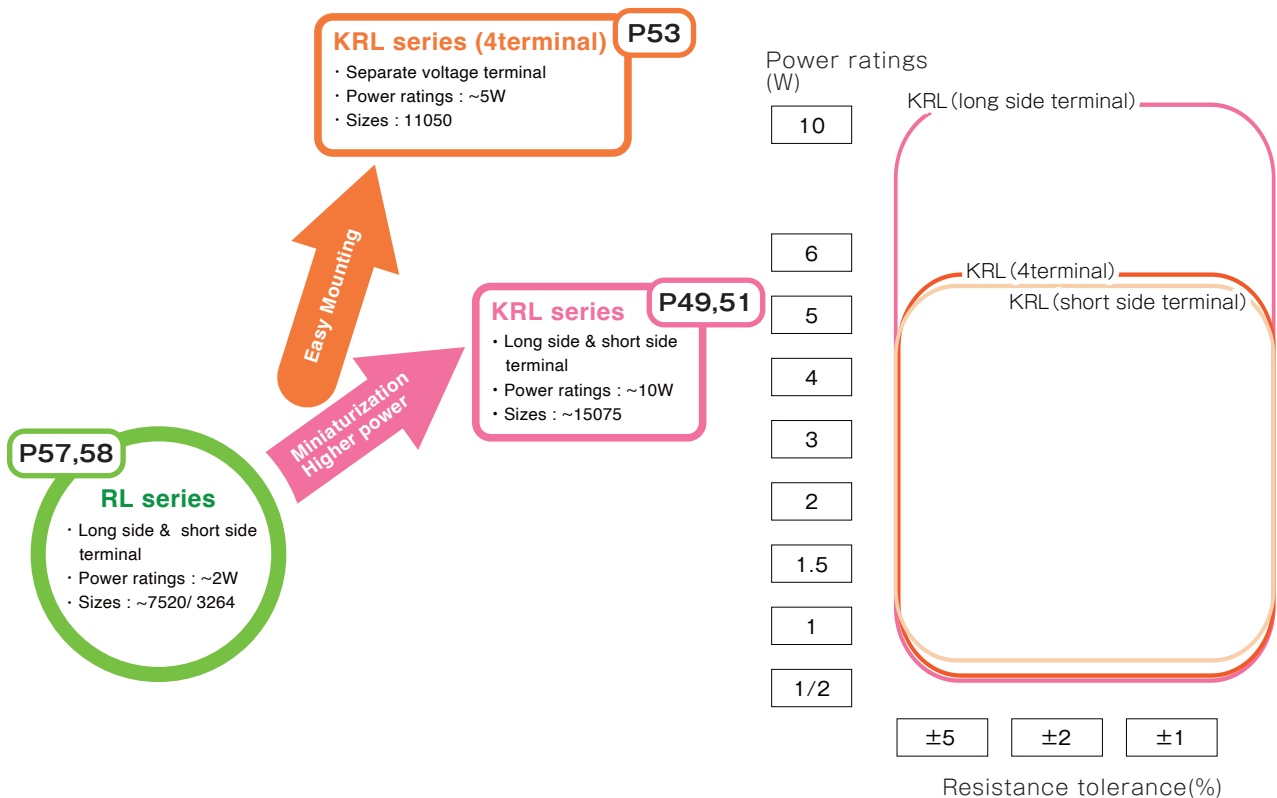 KRL series (4terminal)
P53
· Separate voltage terminal
· Power ratings : ~5W
· Sizes : 11050
Easy Mounting
KRL series
P49,51
· Long side & short side
terminal
· Power ratings : ~10W
· Sizes : ~15075
Miniaturization
Higher power
P57,58
RL series
· Long side & short side
terminal
· Power ratings : ~2W
· Sizes : ~7520/ 3264
Power ratings
(W)
10
6
5
4
3
2
1.5
1
1/2
KRL(long side terminal)
KRL(4terminal)
KRL(short side terminal)
±5 ±2 ±1
Resistance tolerance(%)